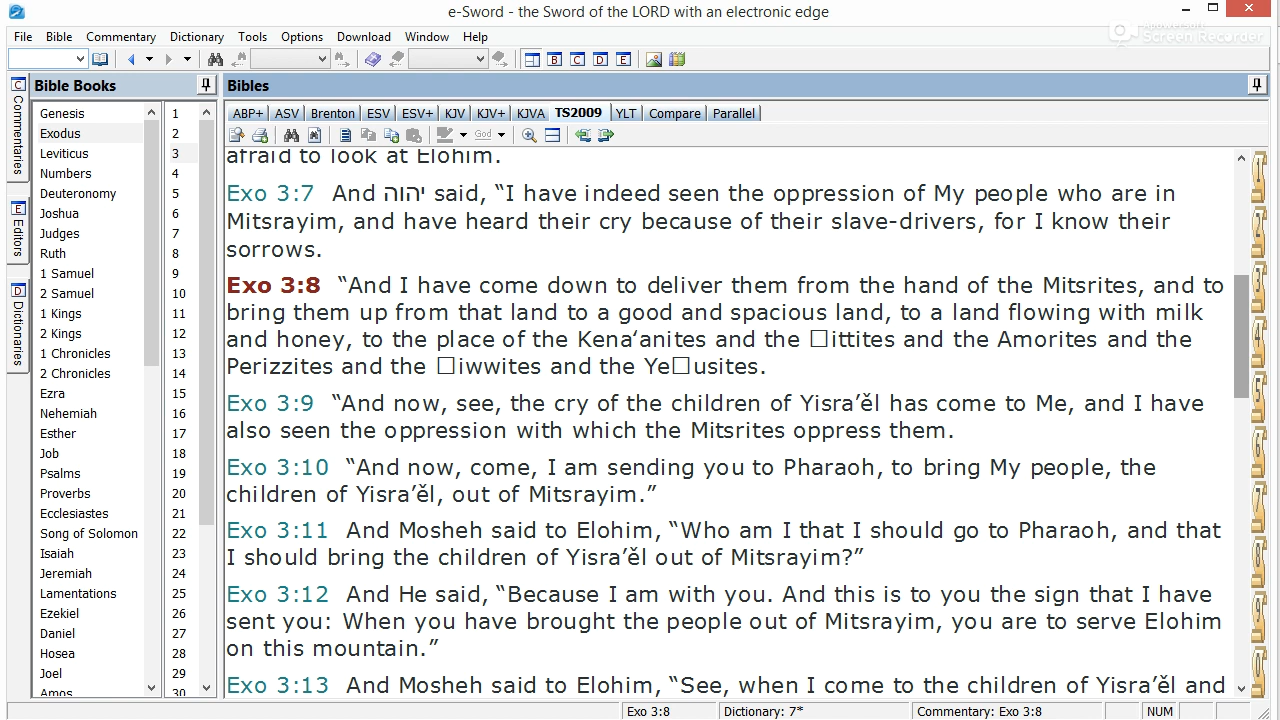 e-Sword - the Sword of the LORD with an electronic edge
Apowersoft
Screen Recorder
File Bible Commentary Dictionary Tools Options Download Window Help
B C D E
Bible Books
Bibles
C Commentaries
E Editors
D Dictionaries
Genesis 1
Exodus 2
Leviticus 3
Numbers 4
Deuteronomy 5
Joshua 6
Judges 7
Ruth 8
1 Samuel 9
2 Samuel 10
1 Kings 11
2 Kings 12
1 Chronicles 13
2 Chronicles 14
Ezra 15
Nehemiah 16
Esther 17
Job 18
Psalms 19
Proverbs 20
Ecclesiastes 21
Song of Solomon 22
Isaiah 23
Jeremiah 24
Lamentations 25
Ezekiel 26
Daniel 27
Hosea 28
Joel 29
Amos 30
ABP+ ASV Brenton ESV ESV+ KJV KJV+ KJVA TS2009 YLT Compare Parallel
God
afraid to look at Elohim.
Exo 3:7 And יהוה said, “I have indeed seen the oppression of My people who are in
Mitsrayim, and have heard their cry because of their slave-drivers, for I know their
sorrows.
Exo 3:8 “And I have come down to deliver them from the hand of the Mitsrites, and to
bring them up from that land to a good and spacious land, to a land flowing with milk
and honey, to the place of the Kenaʻanites and the □ittites and the Amorites and the
Perizzites and the □iwwites and the Ye□usites.
Exo 3:9 “And now, see, the cry of the children of Yisra’ĕl has come to Me, and I have
also seen the oppression with which the Mitsrites oppress them.
Exo 3:10 “And now, come, I am sending you to Pharaoh, to bring My people, the
children of Yisra’ĕl, out of Mitsrayim.”
Exo 3:11 And Mosheh said to Elohim, “Who am I that I should go to Pharaoh, and that
I should bring the children of Yisra’ĕl out of Mitsrayim?”
Exo 3:12 And He said, “Because I am with you. And this is to you the sign that I have
sent you: When you have brought the people out of Mitsrayim, you are to serve Elohim
on this mountain.”
Exo 3:13 And Mosheh said to Elohim, “See, when I come to the children of Yisra’ĕl and
1
2
3
4
5
6
7
8
9
0
Exo 3:8 Dictionary: 7* Commentary: Exo 3:8 NUM